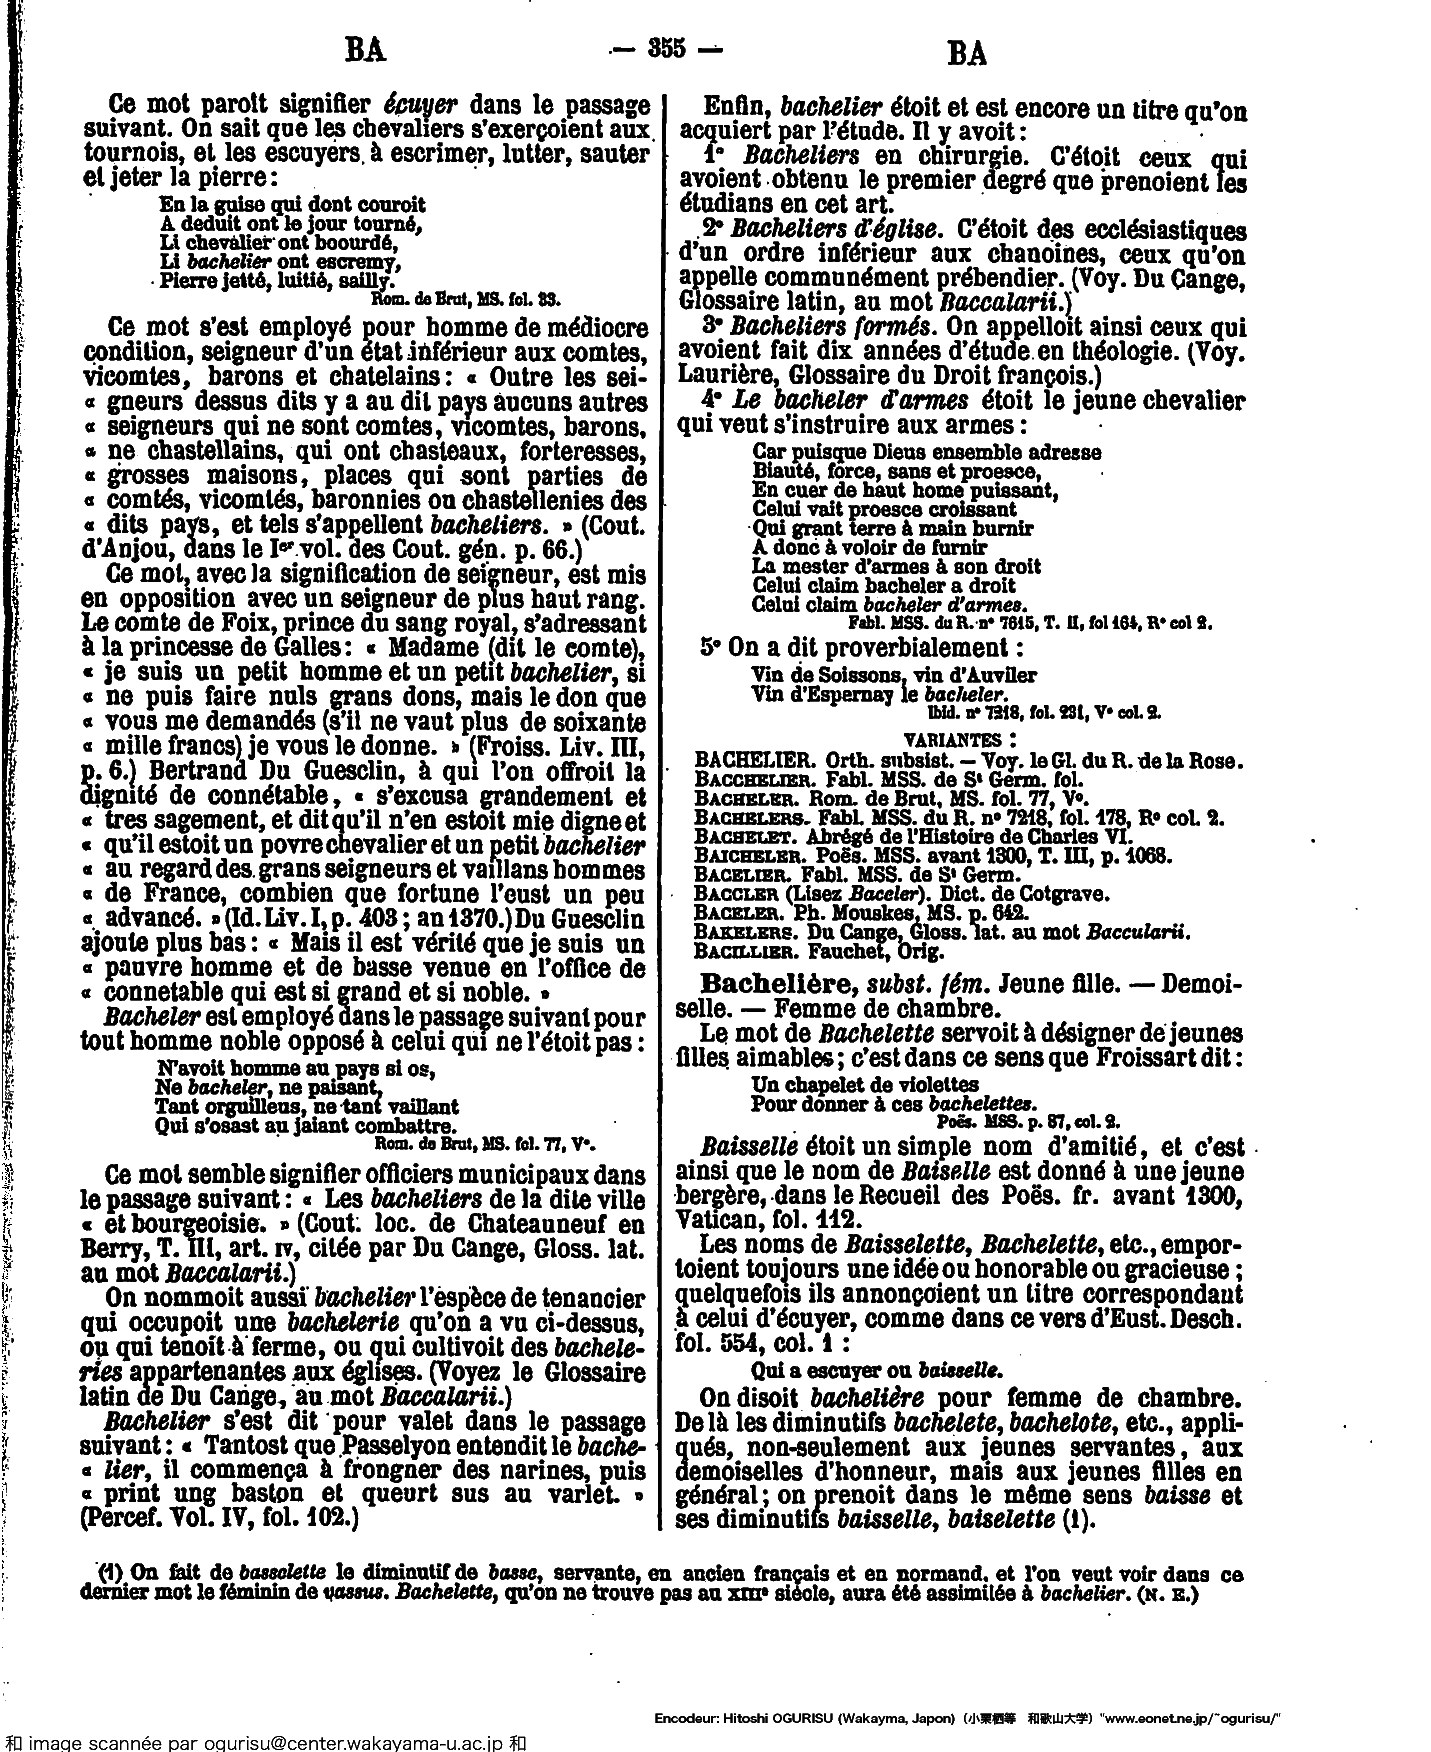 BA
— 355 —
BA
Ce mot paroît signifier écuyer dans le passage
suivant. On sait que les chevaliers s'exerçoient aux
tournois, et les escuyers à escrimer, lutter, sauter
et jeter la pierre :
En la guise qui dont couroit
A deduit ont le jour tourné,
Li chevalier ont boourdé,
Li bachelier ont escremy,
Pierre jetté, luitié, sailly.
Rom. de Brut, MS. fol. 83.
Ce mot s'est employé pour homme de médiocre
condition, seigneur d'un état inférieur aux comtes,
vicomtes, barons et chatelains : « Outre les sei-
« gneurs dessus dits y a au dit pays aucuns autres
« seigneurs qui ne sont comtes, vicomtes, barons,
« ne chastellains, qui ont chasteaux, forteresses,
« grosses maisons, places qui sont parties de
« comtés, vicomtés, baronnies ou chastellenies des
« dits pays, et tels s'appellent bacheliers. » (Cout.
d'Anjou, dans le Ier vol. des Cout. gén. p. 66.)
Ce mot, avec la signification de seigneur, est mis
en opposition avec un seigneur de plus haut rang.
Le comte de Foix, prince du sang royal, s'adressant
à la princesse de Galles : « Madame (dit le comte),
« je suis un petit homme et un petit bachelier, si
« ne puis faire nuls grans dons, mais le don que
« vous me demandés (s'il ne vaut plus de soixante
« mille francs) je vous le donne. » (Froiss. Liv. III,
p. 6.) Bertrand Du Guesclin, à qui l'on offroit la
dignité de connétable, « s'excusa grandement et
« tres sagement, et dit qu'il n'en estoit mie digne et
« qu'il estoit un povre chevalier et un petit bachelier
« au regard des grans seigneurs et vaillans hommes
« de France, combien que fortune l'eust un peu
« advancé. » (Id. Liv. I, p. 403 ; an 1370.) Du Guesclin
ajoute plus bas : « Mais il est vérité que je suis un
« pauvre homme et de basse venue en l'office de
« connetable qui est si grand et si noble. »
Bacheler est employé dans le passage suivant pour
tout homme noble opposé à celui qui ne l'étoit pas :
N'avoit homme au pays si os,
Ne bacheler, ne paisant,
Tant orguilleus, ne tant vaillant
Qui s'osast au jaiant combattre.
Rom. de Brut, MS. fol. 77, V°.
Ce mot semble signifier officiers municipaux dans
le passage suivant : « Les bacheliers de la dite ville
« et bourgeoisie. » (Cout. loc. de Chateauneuf en
Berry, T. III, art. IV, citée par Du Cange, Gloss. lat.
au mot Baccalarii.)
On nommoit aussi bachelier l'espèce de tenancier
qui occupoit une bachelerie qu'on a vu ci-dessus,
ou qui tenoit à ferme, ou qui cultivoit des bachele-
ries appartenantes aux églises. (Voyez le Glossaire
latin de Du Cange, au mot Baccalarii.)
Bachelier s'est dit pour valet dans le passage
suivant : « Tantost que Passelyon entendit le bache-
« lier, il commença à frongner des narines, puis
« print ung baston et queurt sus au varlet. »
(Percef. Vol. IV, fol. 102.)
Enfin, bachelier étoit et est encore un titre qu'on
acquiert par l'étude. Il y avoit :
1° Bacheliers en chirurgie. C'étoit ceux qui
avoient obtenu le premier degré que prenoient les
étudians en cet art.
2° Bacheliers d'église. C'étoit des ecclésiastiques
d'un ordre inférieur aux chanoines, ceux qu'on
appelle communément prébendier. (Voy. Du Cange,
Glossaire latin, au mot Baccalarii.)
3° Bacheliers formés. On appelloit ainsi ceux qui
avoient fait dix années d'étude en théologie. (Voy.
Laurière, Glossaire du Droit françois.)
4° Le bacheler d'armes étoit le jeune chevalier
qui veut s'instruire aux armes :
Car puisque Dieus ensemble adresse
Biauté, force, sans et proesce,
En cuer de haut home puissant,
Celui vait proesce croissant
Qui grant terre à main burnir
A donc à voloir de furnir
La mester d'armes à son droit
Celui claim bacheler a droit
Celui claim bacheler d'armes.
Fabl. MSS. du R. n° 7615, T. II, fol 164, R° col 2.
5° On a dit proverbialement :
Vin de Soissons, vin d'Auviler
Vin d'Espernay le bacheler.
Ibid. n° 7218, fol. 231, V° col. 2.
VARIANTES :
BACHELIER. Orth. subsist. — Voy. le Gl. du R. de la Rose.
BACCHELIER. Fabl. MSS. de St Germ. fol.
BACHELER. Rom. de Brut, MS. fol. 77, V°.
BACHELERS. Fabl. MSS. du R. n° 7218, fol. 178, R° col. 2.
BACHELET. Abrégé de l'Histoire de Charles VI.
BAICHELER. Poës. MSS. avant 1300, T. III, p. 1068.
BACELIER. Fabl. MSS. de St Germ.
BACCLER (Lisez Baceler). Dict. de Cotgrave.
BACELER. Ph. Mouskes, MS. p. 642.
BAKELERS. Du Cange, Gloss. lat. au mot Baccularii.
BACILLIER. Fauchet, Orig.
Bachelière, subst. fém. Jeune fille. — Demoi-
selle. — Femme de chambre.
Le mot de Bachelette servoit à désigner de jeunes
filles aimables ; c'est dans ce sens que Froissart dit :
Un chapelet de violettes
Pour donner à ces bachelettes.
Poës. MSS. p. 87, col. 2.
Baisselle étoit un simple nom d'amitié, et c'est
ainsi que le nom de Baiselle est donné à une jeune
bergère, dans le Recueil des Poës. fr. avant 1300,
Vatican, fol. 112.
Les noms de Baisselette, Bachelette, etc., empor-
toient toujours une idée ou honorable ou gracieuse ;
quelquefois ils annonçoient un titre correspondant
à celui d'écuyer, comme dans ce vers d'Eust. Desch.
fol. 554, col. 1 :
Qui a escuyer ou baisselle.
On disoit bachelière pour femme de chambre.
De là les diminutifs bachelete, bachelote, etc., appli-
qués, non-seulement aux jeunes servantes, aux
demoiselles d'honneur, mais aux jeunes filles en
général ; on prenoit dans le même sens baisse et
ses diminutifs baisselle, baiselette (1).
(1) On fait de bassolette le diminutif de basse, servante, en ancien français et en normand, et l'on veut voir dans ce
dernier mot le féminin de vassus. Bachelette, qu'on ne trouve pas au XIIIe siècle, aura été assimilée à bachelier. (N. E.)
Encodeur: Hitoshi OGURISU (Wakayma, Japon) (小栗栖等 和歌山大学) "www.eonet.ne.jp/~ogurisu/"
和 image scannée par ogurisu@center.wakayama-u.ac.jp 和